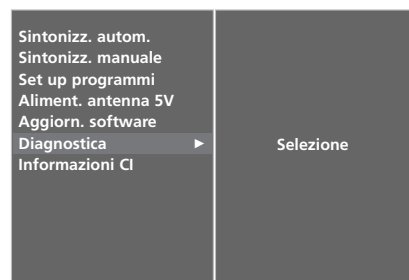 Sintonizz. autom.
Sintonizz. manuale
Set up programmi
Aliment. antenna 5V
Aggiorn. software
Diagnostica ►
Informazioni CI
Selezione